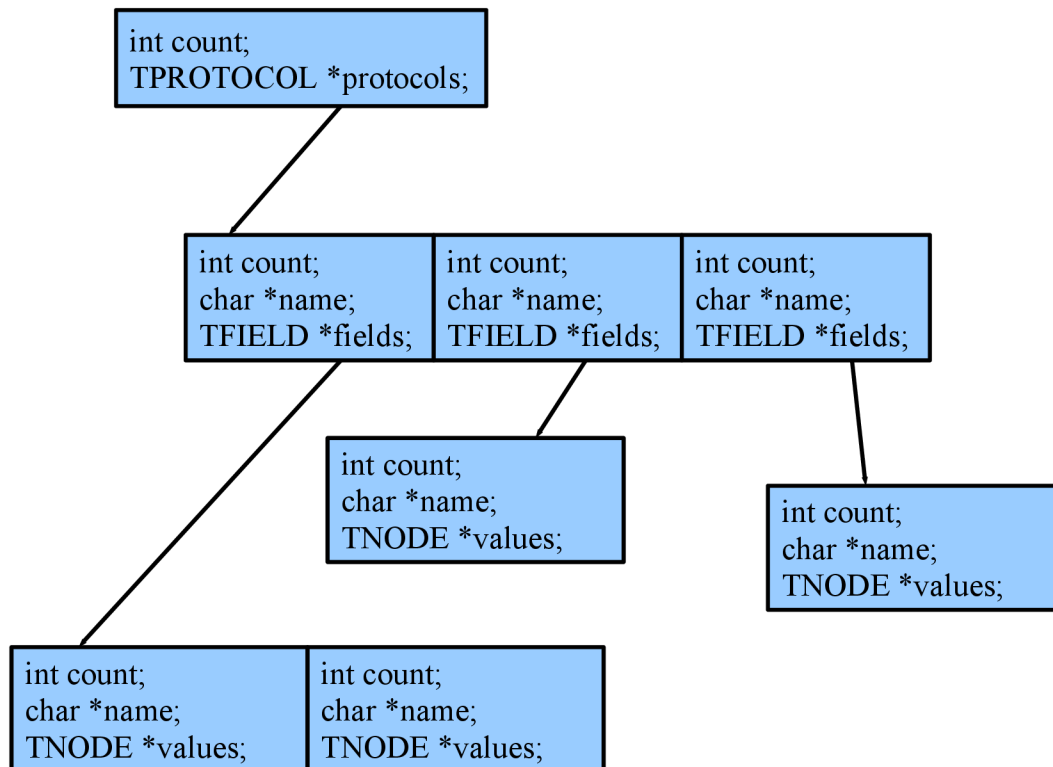 int count;
TPROTOCOL *protocols;
int count;
char *name;
TFIELD *fields;
int count;
char *name;
TFIELD *fields;
int count;
char *name;
TFIELD *fields;
int count;
char *name;
TNODE *values;
int count;
char *name;
TNODE *values;
int count;
char *name;
TNODE *values;
int count;
char *name;
TNODE *values;